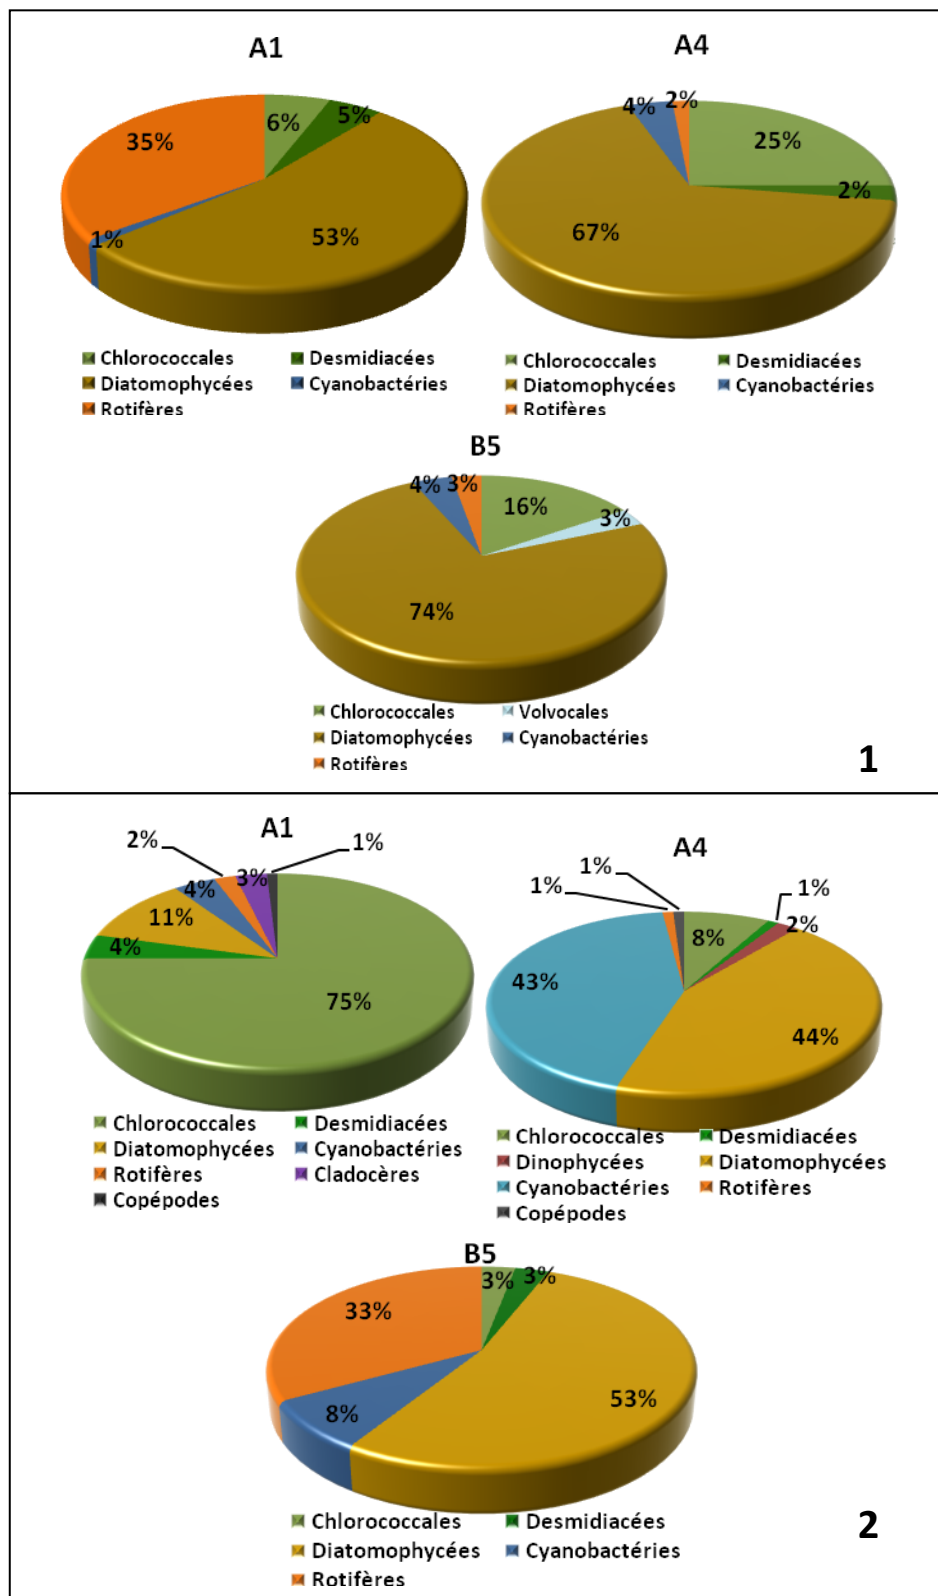 A1
A4
35%
6%
5%
53%
1%
4%
2%
25%
2%
67%
Chlorococcales Desmidiacées
Diatomophycées Cyanobactéries
Rotifères
Chlorococcales Desmidiacées
Diatomophycées Cyanobactéries
Rotifères
B5
4%
3%
16%
3%
74%
Chlorococcales Volvocales
Diatomophycées Cyanobactéries
Rotifères
1
A1
2%
1%
3%
4%
11%
4%
75%
Chlorococcales Desmidiacées
Diatomophycées Cyanobactéries
Rotifères Cladocères
Copépodes
A4
1%
1%
1%
2%
8%
43%
44%
Chlorococcales Desmidiacées
Dinophycées Diatomophycées
Cyanobactéries Rotifères
Copépodes
B5
3%
3%
33%
53%
8%
Chlorococcales Desmidiacées
Diatomophycées Cyanobactéries
Rotifères
2